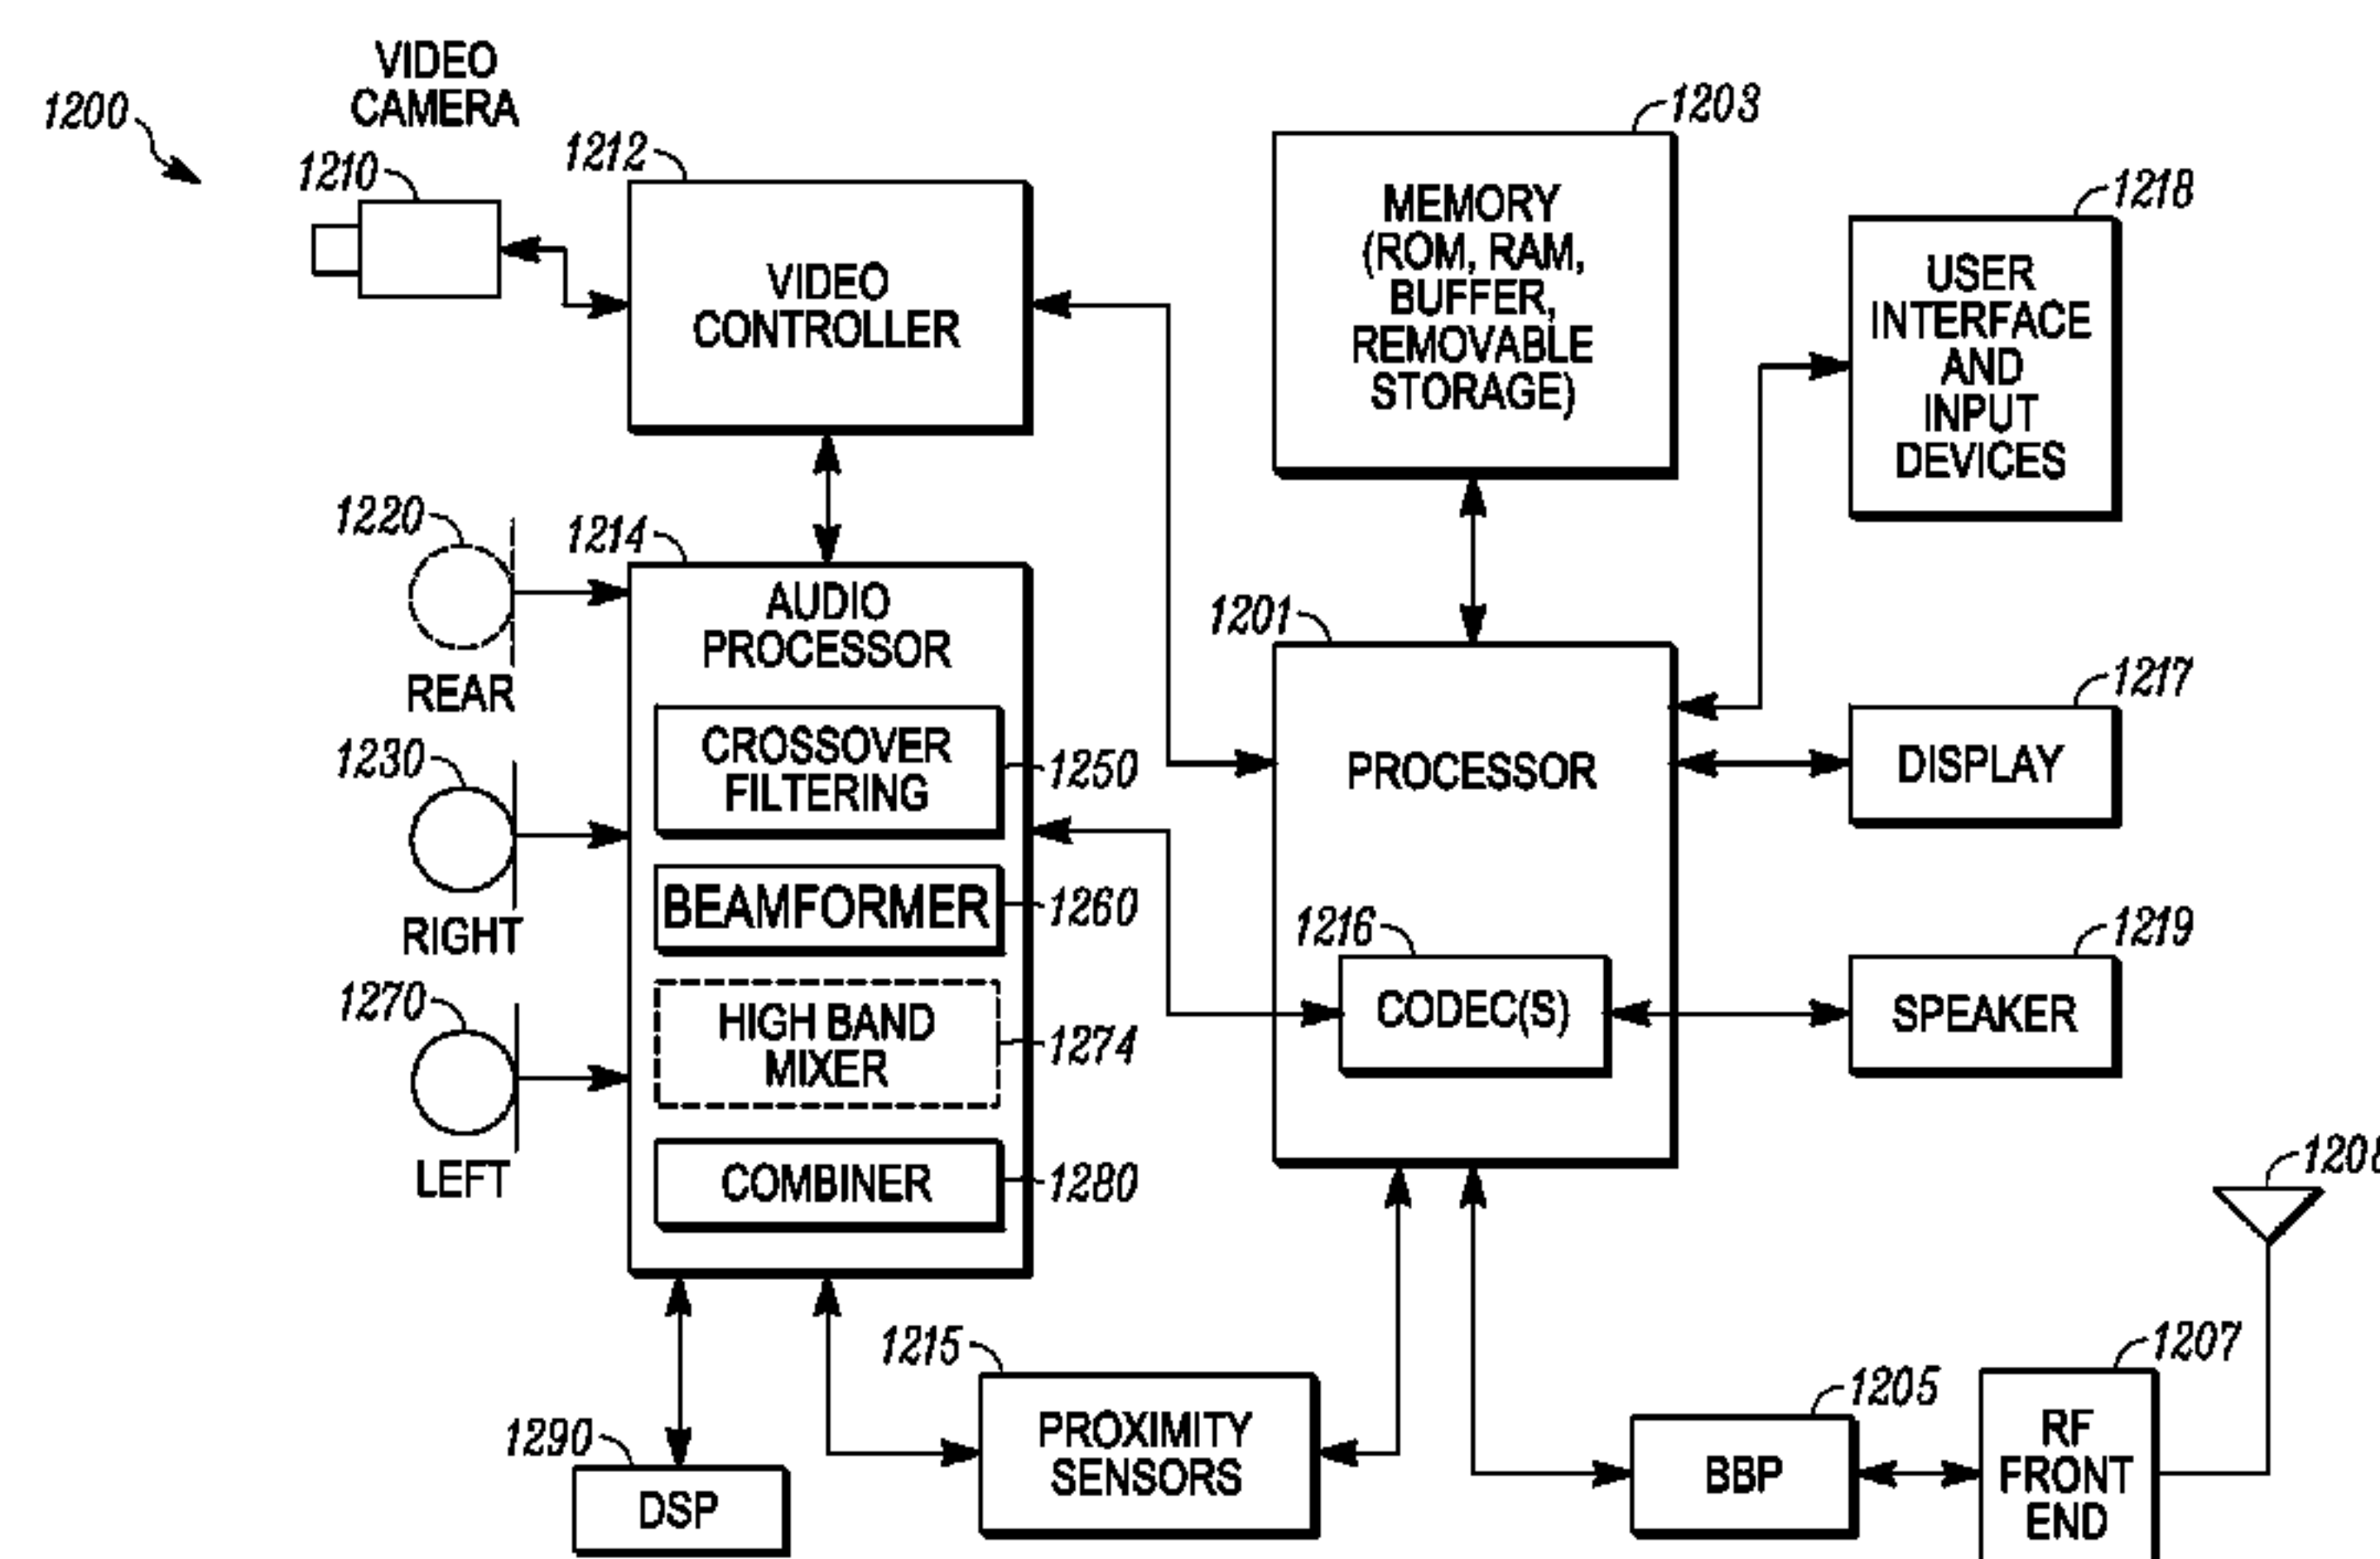 VIDEO
CAMERA
1200
1210
1212
VIDEO
CONTROLLER
1203
MEMORY
(ROM, RAM,
BUFFER,
REMOVABLE
STORAGE)
1218
USER
INTERFACE
AND
INPUT
DEVICES
1220
REAR
1230
RIGHT
1270
LEFT
1214
AUDIO
PROCESSOR
CROSSOVER
FILTERING
1250
BEAMFORMER
1260
HIGH BAND
MIXER
1274
COMBINER
1280
1201
PROCESSOR
1216
CODEC(S)
1217
DISPLAY
1219
SPEAKER
1290
DSP
1215
PROXIMITY
SENSORS
1205
BBP
1207
RF
FRONT
END
1208